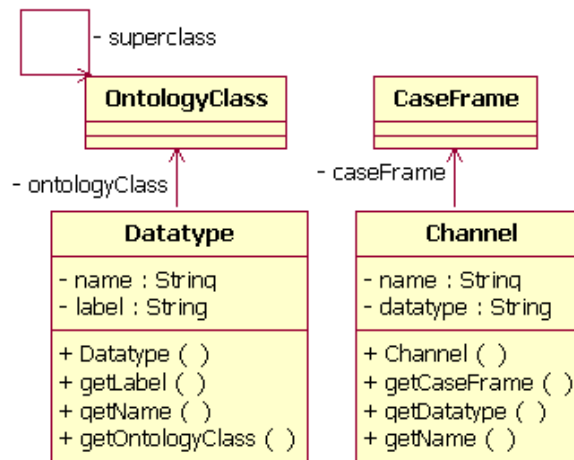 - superclass
OntologyClass
CaseFrame
- ontologyClass
- caseFrame
Datatype
- name : String
- label : String
+ Datatype ( )
+ getLabel ( )
+ getName ( )
+ getOntologyClass ( )
Channel
- name : String
- datatype : String
+ Channel ( )
+ getCaseFrame ( )
+ getDatatype ( )
+ getName ( )